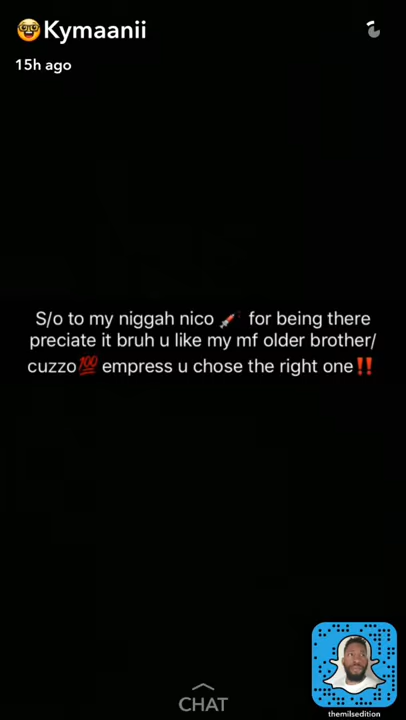 🤓Kymaanii
15h ago
S/o to my niggah nico 💉 for being there
preciate it bruh u like my mf older brother/
cuzzo💯 empress u chose the right one‼️
CHAT
themilsedition